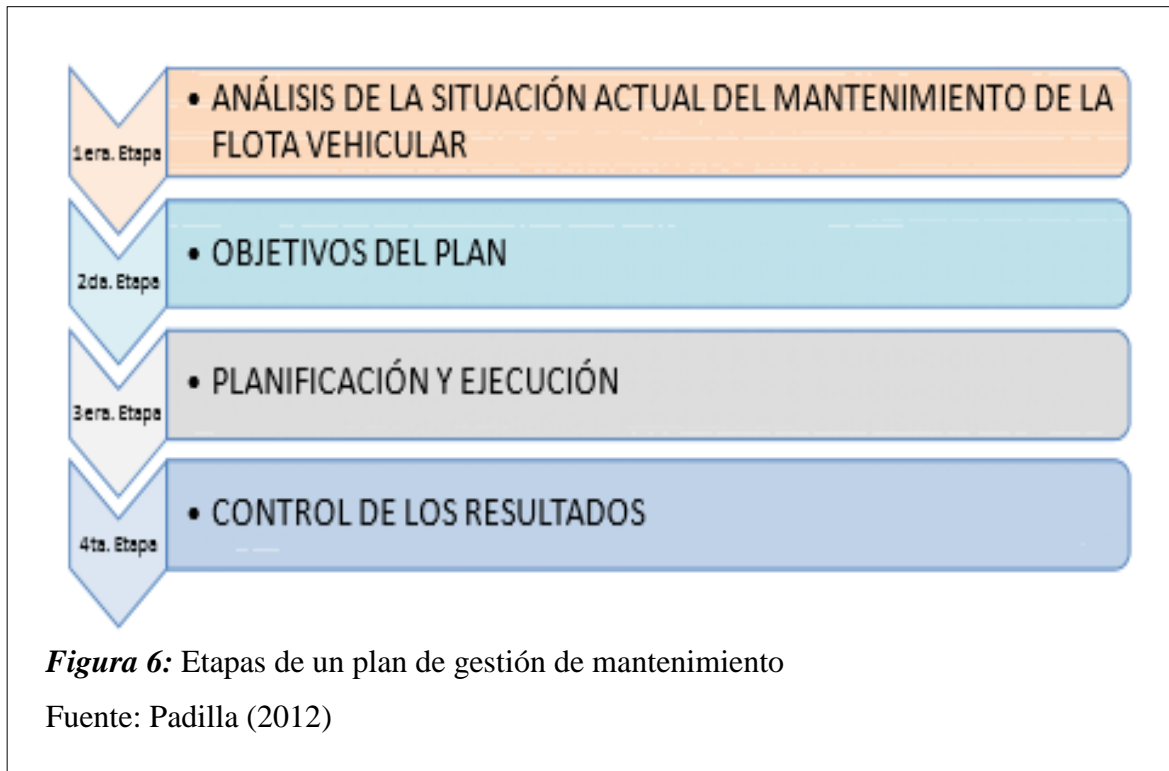 1era. Etapa
• ANÁLISIS DE LA SITUACIÓN ACTUAL DEL MANTENIMIENTO DE LA
FLOTA VEHICULAR
2da. Etapa
• OBJETIVOS DEL PLAN
3era. Etapa
• PLANIFICACIÓN Y EJECUCIÓN
4ta. Etapa
• CONTROL DE LOS RESULTADOS
Figura 6: Etapas de un plan de gestión de mantenimiento
Fuente: Padilla (2012)